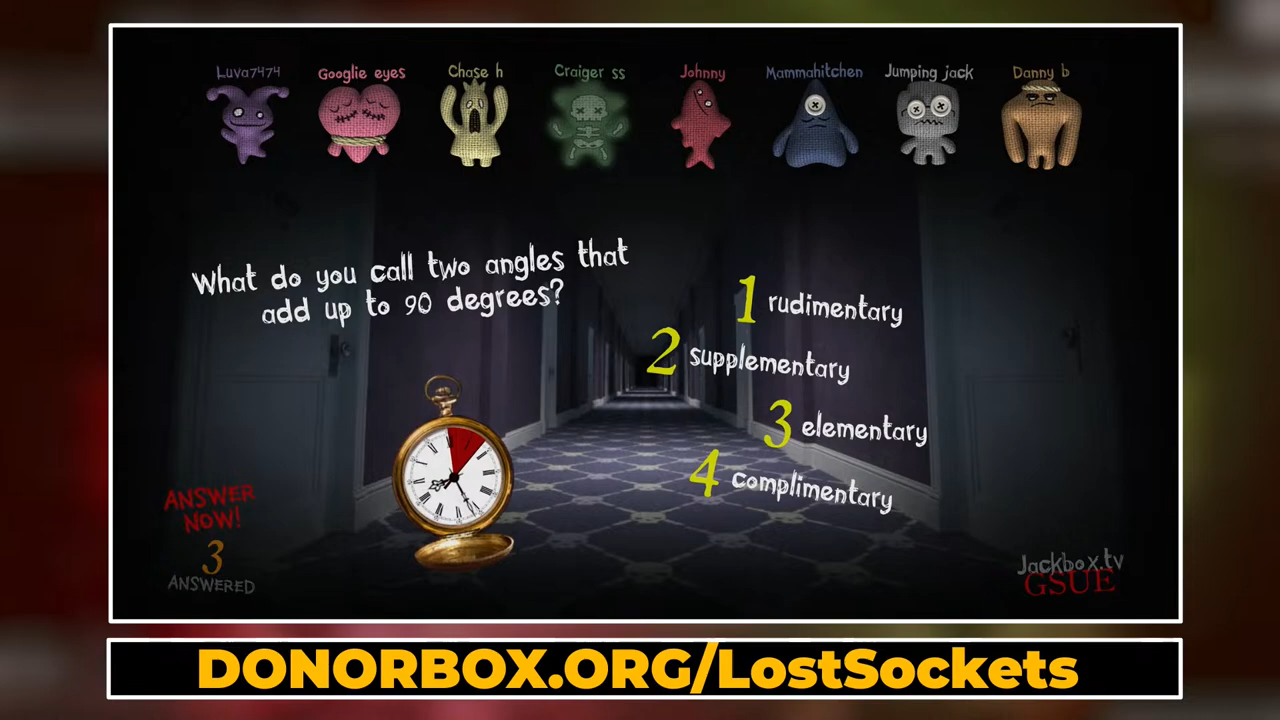 Luva7474
Googlie eyes
Chase h
Craiger ss
Johnny
Mammahitchen
Jumping jack
Danny b
What do you call two angles that
add up to 90 degrees?
1 rudimentary
2 supplementary
3 elementary
4 complimentary
ANSWER
NOW!
3
ANSWERED
Jackbox.tv
GSUE
DONORBOX.ORG/LostSockets